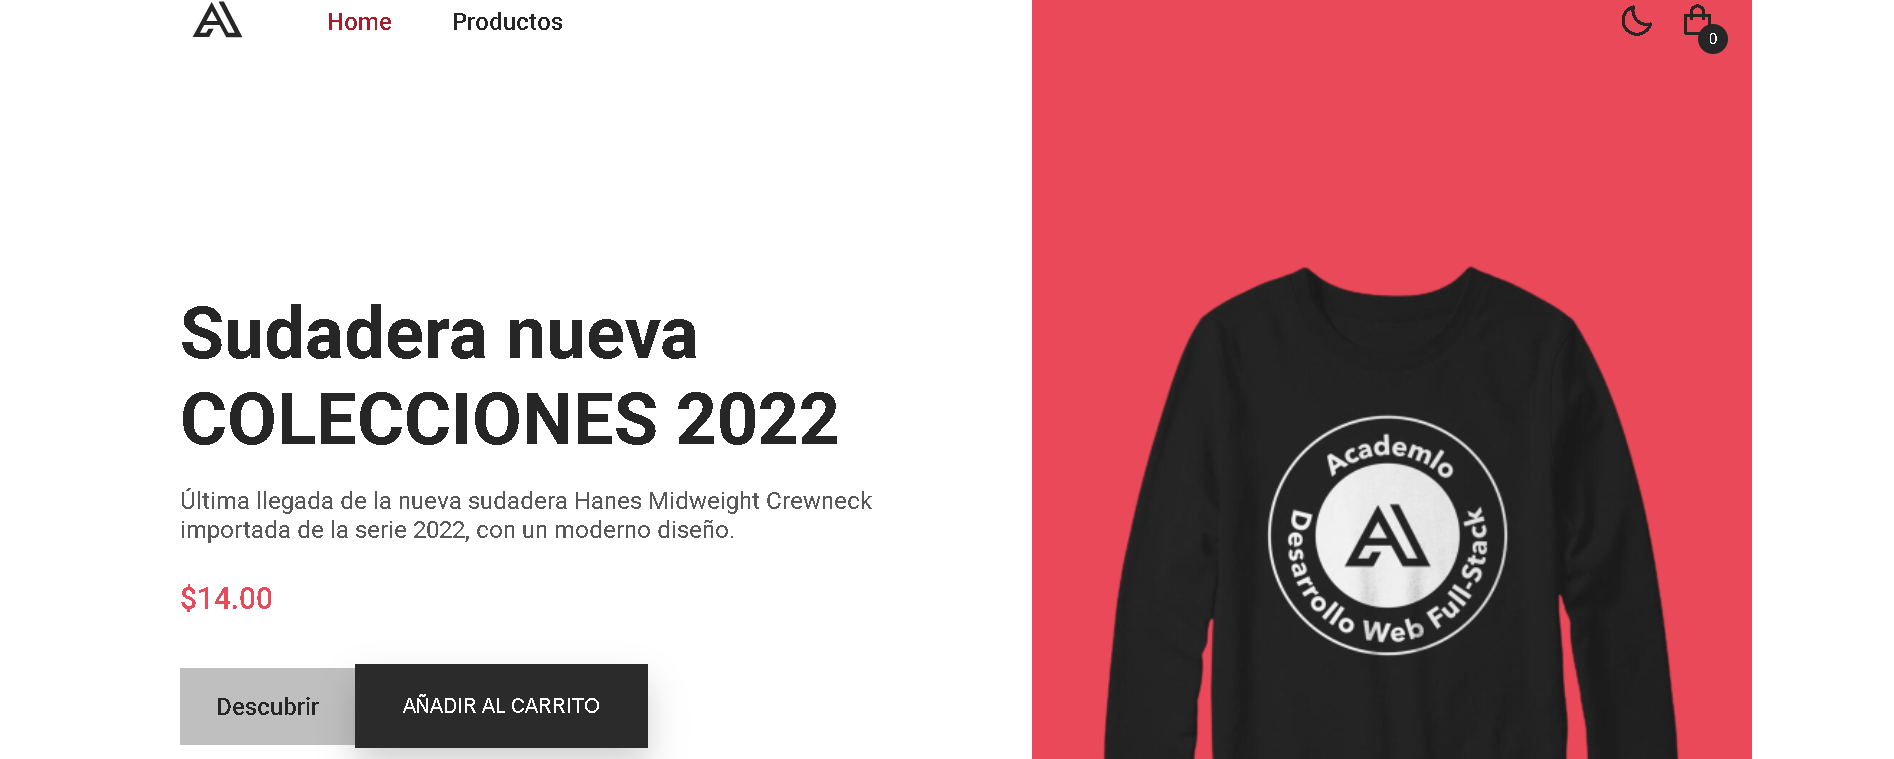 Home Productos
0
Sudadera nueva
COLECCIONES 2022
Última llegada de la nueva sudadera Hanes Midweight Crewneck
importada de la serie 2022, con un moderno diseño.
$14.00
Descubrir AÑADIR AL CARRITO
Academlo
Desarrollo Web Full-Stack